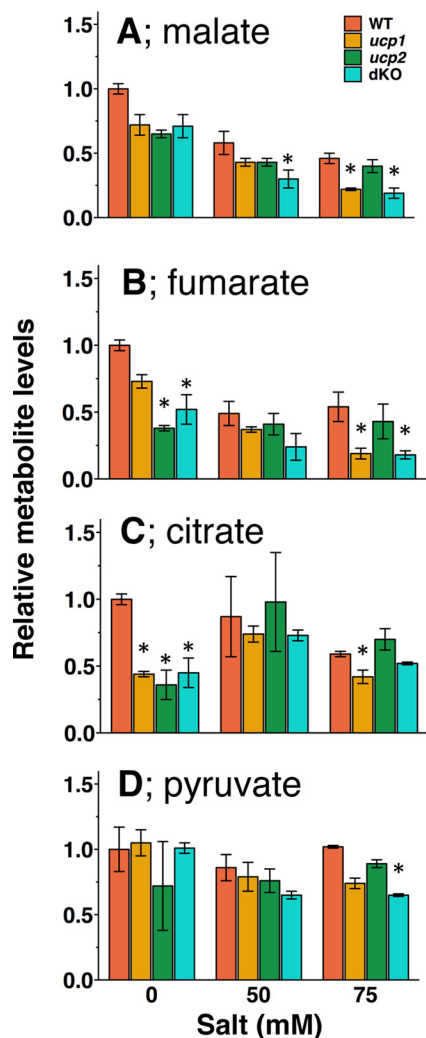 A; malate
WT
ucp1
ucp2
dKO
1.5
1.0
0.5
0.0
*
* *
B; fumarate
1.5
1.0
0.5
0.0
* *
* *
C; citrate
1.5
1.0
0.5
0.0
* * *
*
D; pyruvate
1.5
1.0
0.5
0.0
*
0 50 75
Salt (mM)
Relative metabolite levels